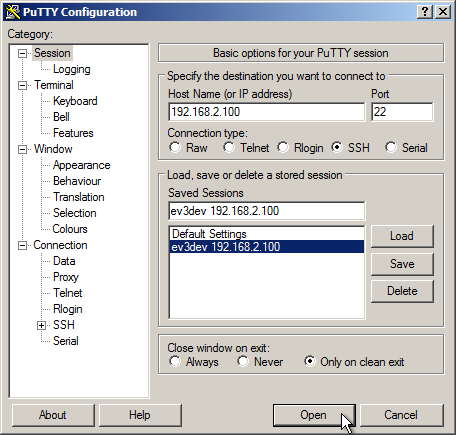 PuTTY Configuration
Category:
Session
Logging
Terminal
Keyboard
Bell
Features
Window
Appearance
Behaviour
Translation
Selection
Colours
Connection
Data
Proxy
Telnet
Rlogin
SSH
Serial
Basic options for your PuTTY session
Specify the destination you want to connect to
Host Name (or IP address) Port
192.168.2.100 22
Connection type:
Raw Telnet Rlogin SSH Serial
Load, save or delete a stored session
Saved Sessions
ev3dev 192.168.2.100
Default Settings
ev3dev 192.168.2.100
Load
Save
Delete
Close window on exit:
Always Never Only on clean exit
About Help Open Cancel